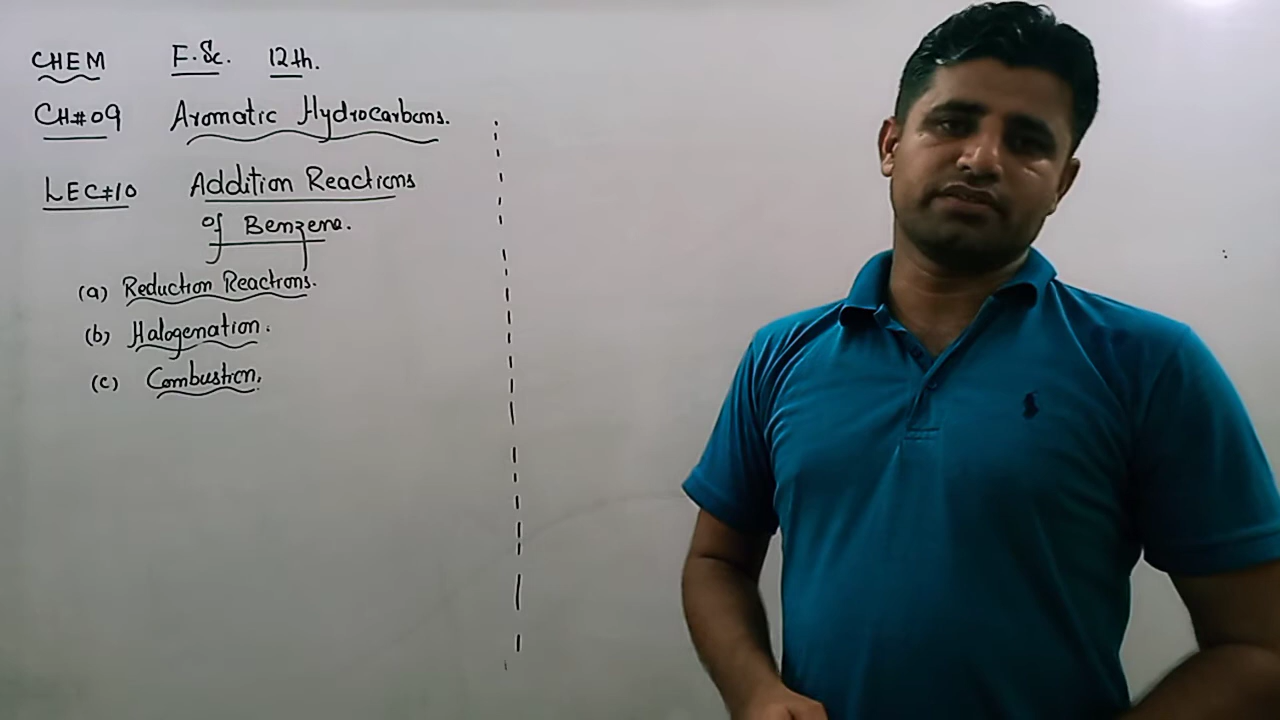 CHEM F.Sc. 12th.
CH#09 Aromatic Hydrocarbons.
LEC#10 Addition Reactions
of Benzene.
(a) Reduction Reactions.
(b) Halogenation.
(c) Combustion.